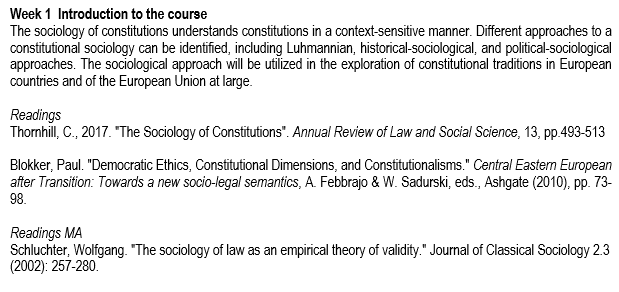 Week 1 Introduction to the course
The sociology of constitutions understands constitutions in a context-sensitive manner. Different approaches to a
constitutional sociology can be identified, including Luhmannian, historical-sociological, and political-sociological
approaches. The sociological approach will be utilized in the exploration of constitutional traditions in European
countries and of the European Union at large.
Readings
Thornhill, C., 2017. "The Sociology of Constitutions". Annual Review of Law and Social Science, 13, pp.493-513
Blokker, Paul. "Democratic Ethics, Constitutional Dimensions, and Constitutionalisms." Central Eastern European
after Transition: Towards a new socio-legal semantics, A. Febbrajo & W. Sadurski, eds., Ashgate (2010), pp. 73-
98.
Readings MA
Schluchter, Wolfgang. "The sociology of law as an empirical theory of validity." Journal of Classical Sociology 2.3
(2002): 257-280.